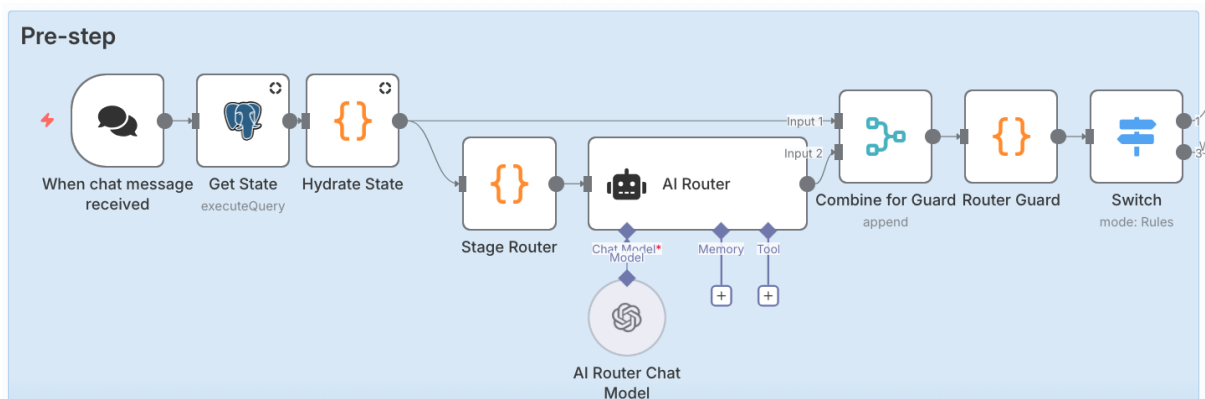 Pre-step
When chat message
received
Get State
executeQuery
Hydrate State
Stage Router
AI Router
Chat Model*
Model
Memory
Tool
AI Router Chat
Model
Input 1
Input 2
Combine for Guard
append
Router Guard
Switch
mode: Rules
1
3